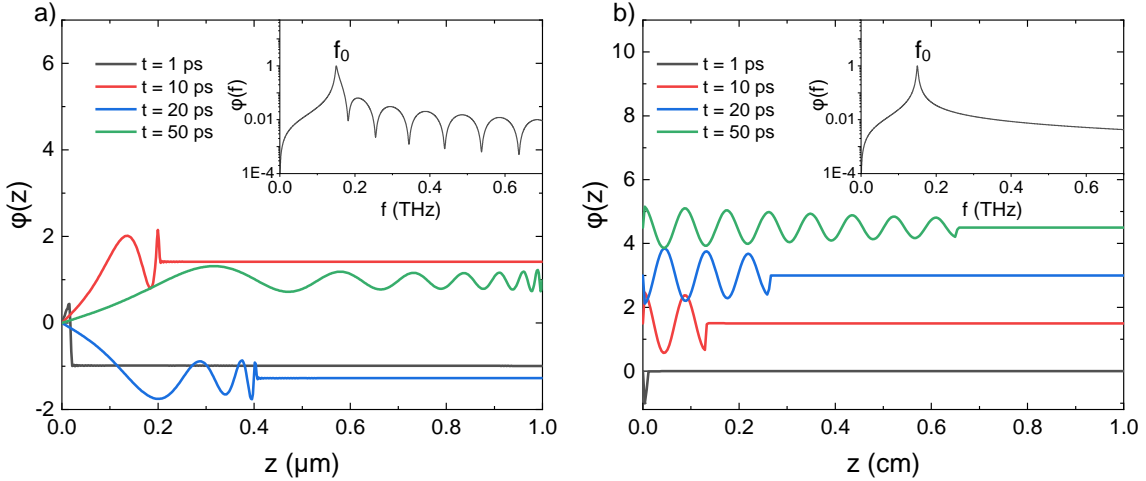 a)
φ(z)
6
4
2
0
-2
t = 1 ps
t = 10 ps
t = 20 ps
t = 50 ps
φ(f)
1
0.01
1E-4
f₀
0.0 0.2 0.4 0.6
f (THz)
0.0 0.2 0.4 0.6 0.8 1.0
z (μm)
b)
φ(z)
10
8
6
4
2
0
t = 1 ps
t = 10 ps
t = 20 ps
t = 50 ps
φ(f)
1
0.01
1E-4
f₀
0.0 0.2 0.4 0.6
f (THz)
0.0 0.2 0.4 0.6 0.8 1.0
z (cm)